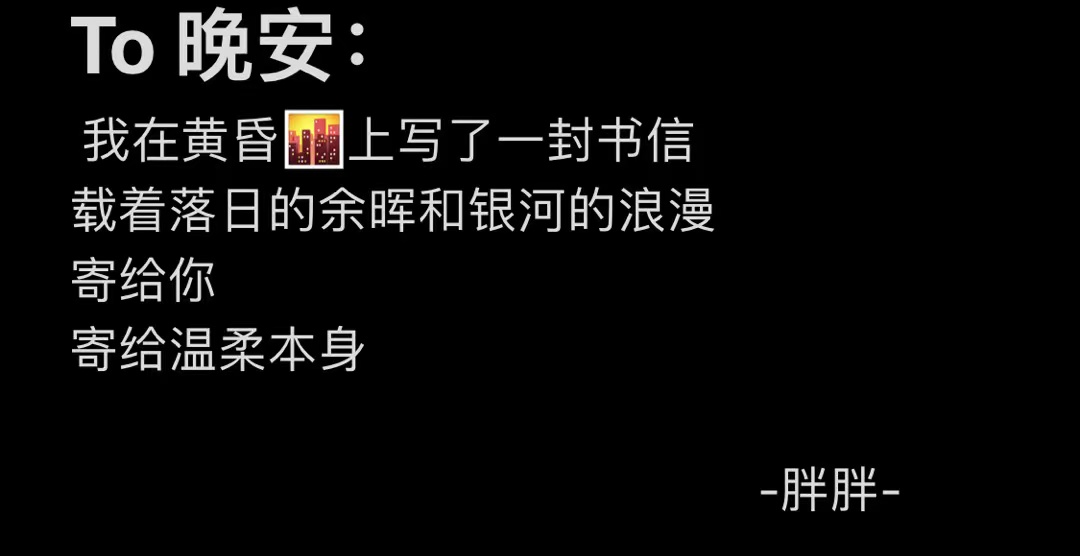 To 晚安：
我在黄昏🌇上写了一封书信
载着落日的余晖和银河的浪漫
寄给你
寄给温柔本身
-胖胖-